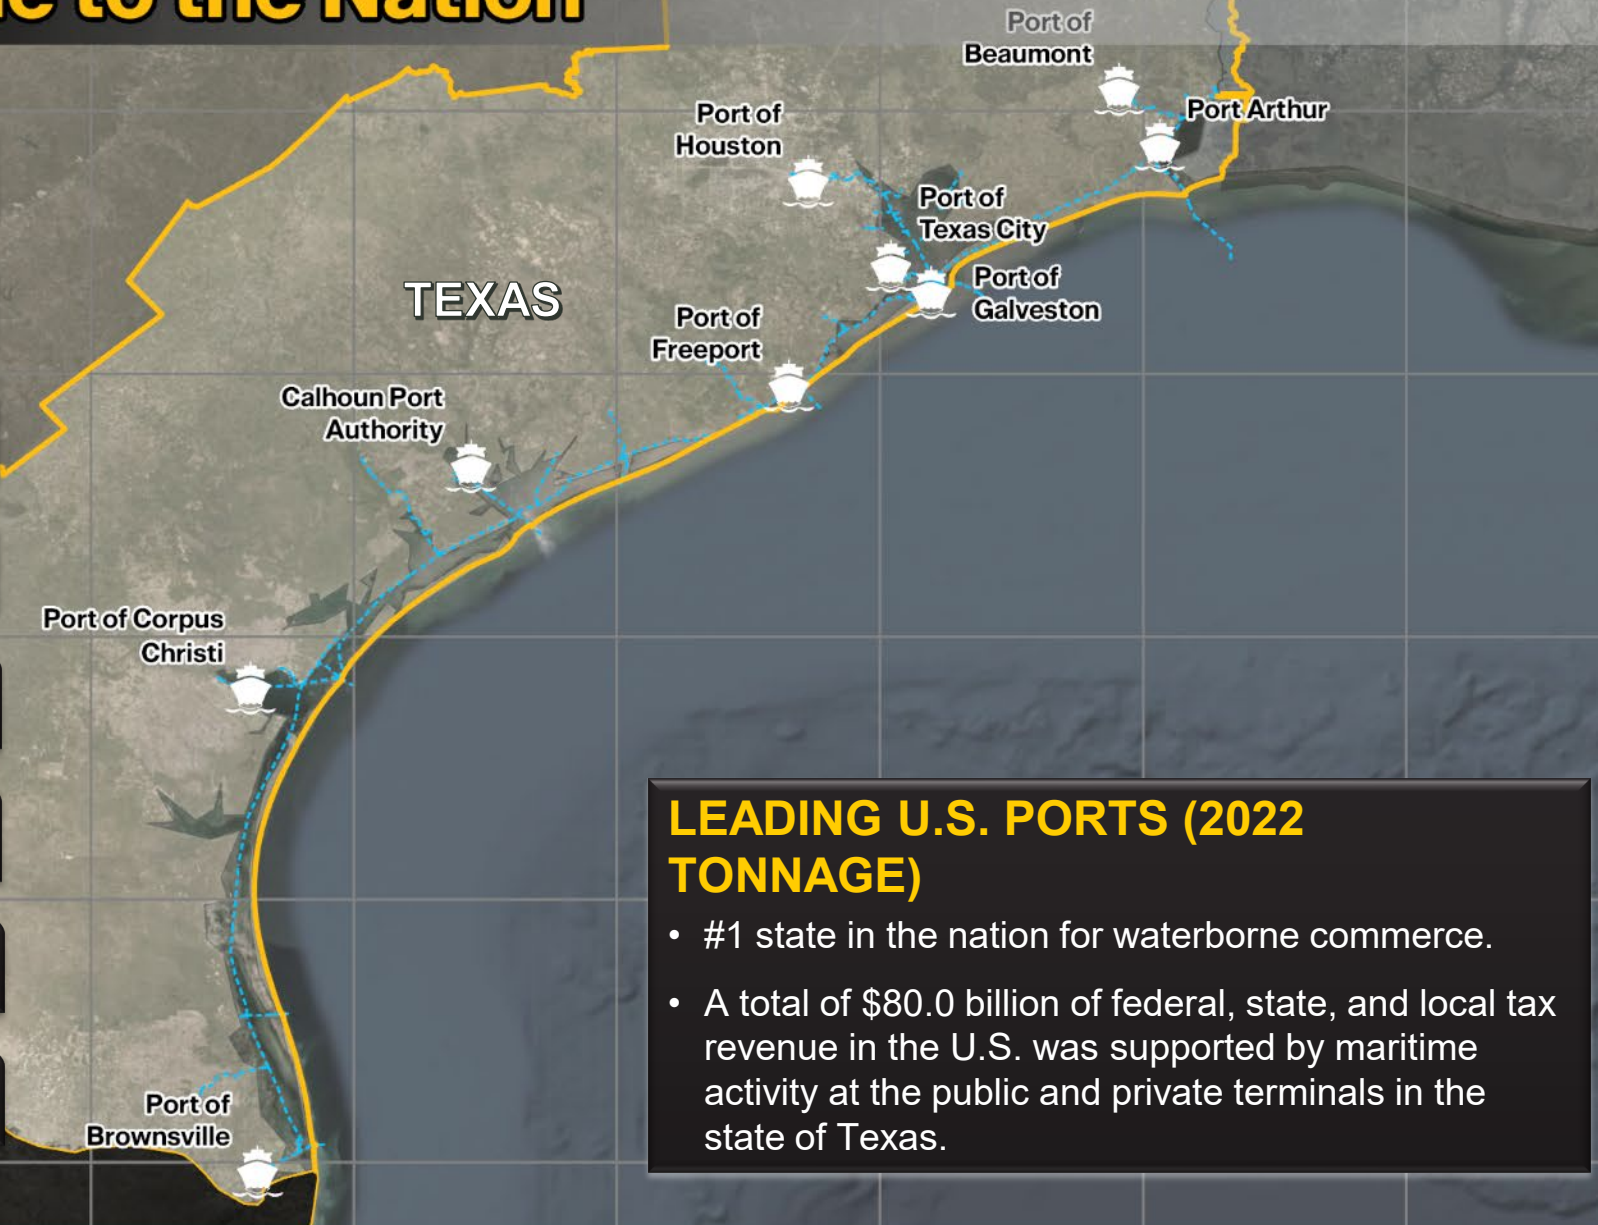 to the Nation
Port of
Beaumont
Port Arthur
Port of
Houston
Port of
Texas City
Port of
Galveston
TEXAS
Port of
Freeport
Calhoun Port
Authority
Port of Corpus
Christi
Port of
Brownsville
LEADING U.S. PORTS (2022
TONNAGE)
• #1 state in the nation for waterborne commerce.
• A total of $80.0 billion of federal, state, and local tax
revenue in the U.S. was supported by maritime
activity at the public and private terminals in the
state of Texas.